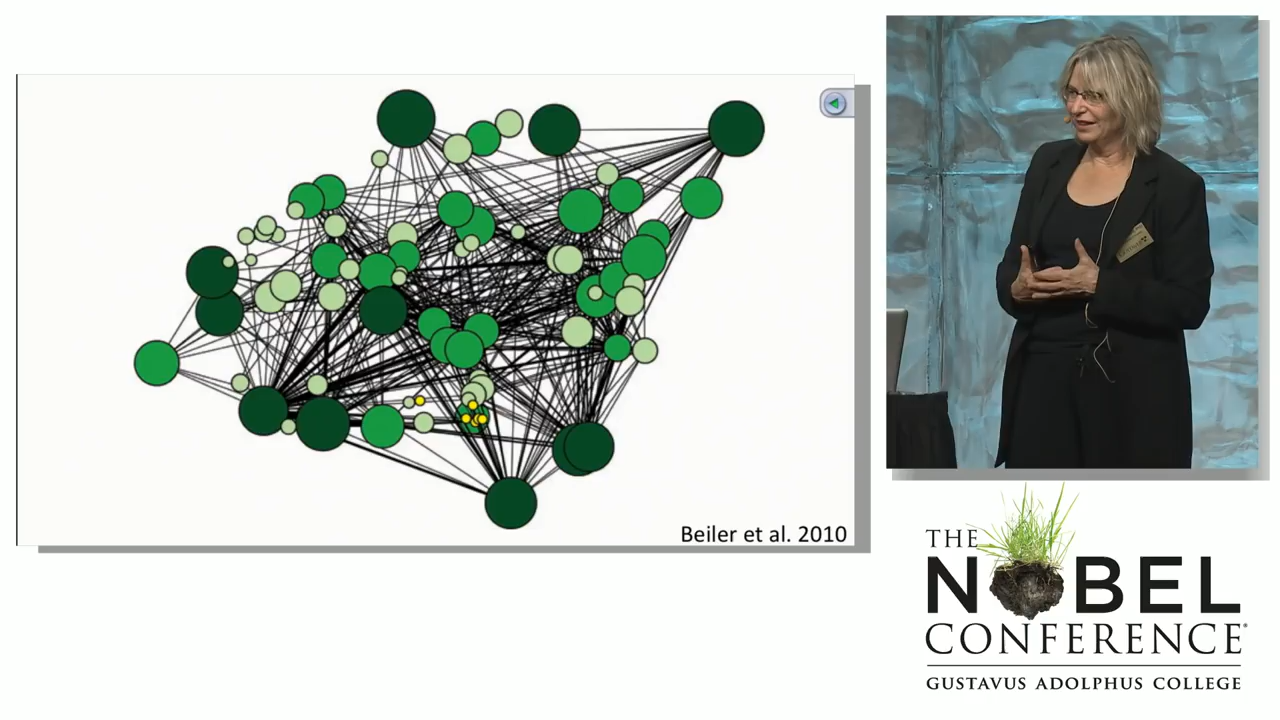 Beiler et al. 2010
THE
NOBEL
CONFERENCE®
GUSTAVUS ADOLPHUS COLLEGE